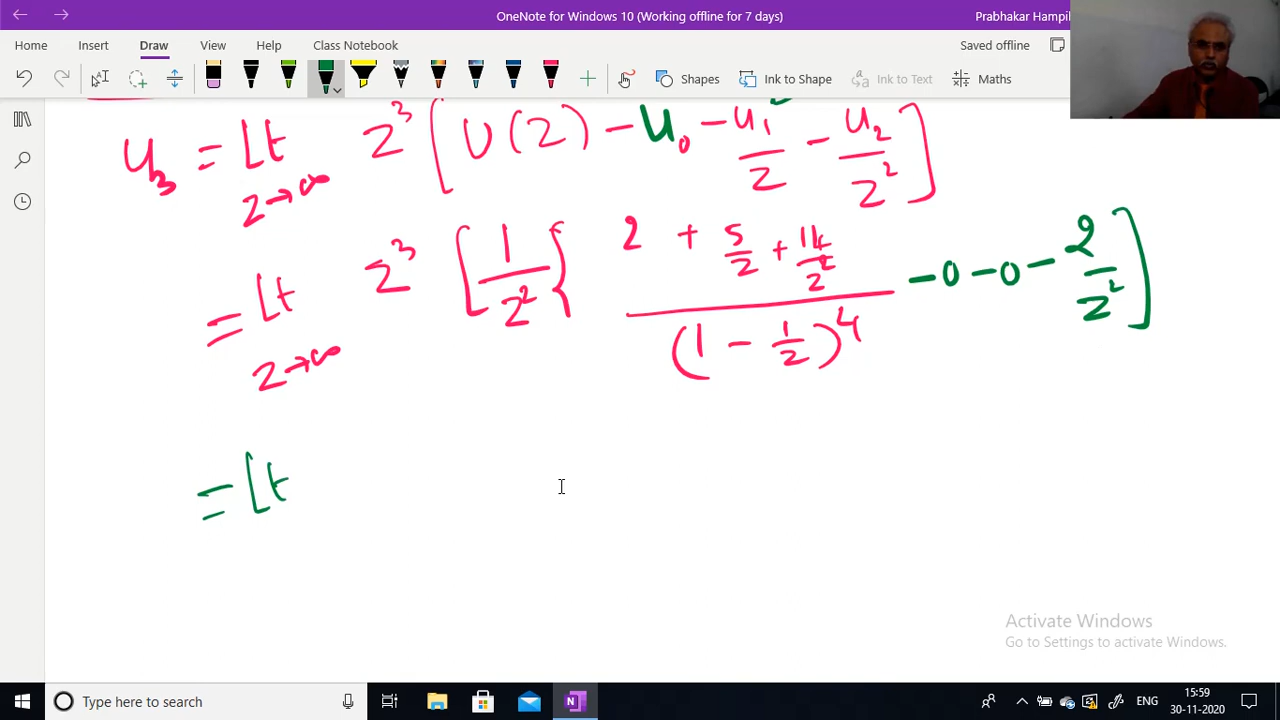 OneNote for Windows 10 (Working offline for 7 days)
Prabhakar Hampil
Home Insert Draw View Help Class Notebook
Saved offline
Shapes Ink to Shape Ink to Text Maths
u₃ = Lt z→∞ z³ [U(z) - u₀ - u₁/z - u₂/z²]
= Lt z→∞ z³ [1/z² { 2 + 5/z + 14/z² / (1 - 1/z)⁴ - 0 - 0 - 2/z²]
= Lt
Activate Windows
Go to Settings to activate Windows.
Type here to search
ENG
15:59
30-11-2020